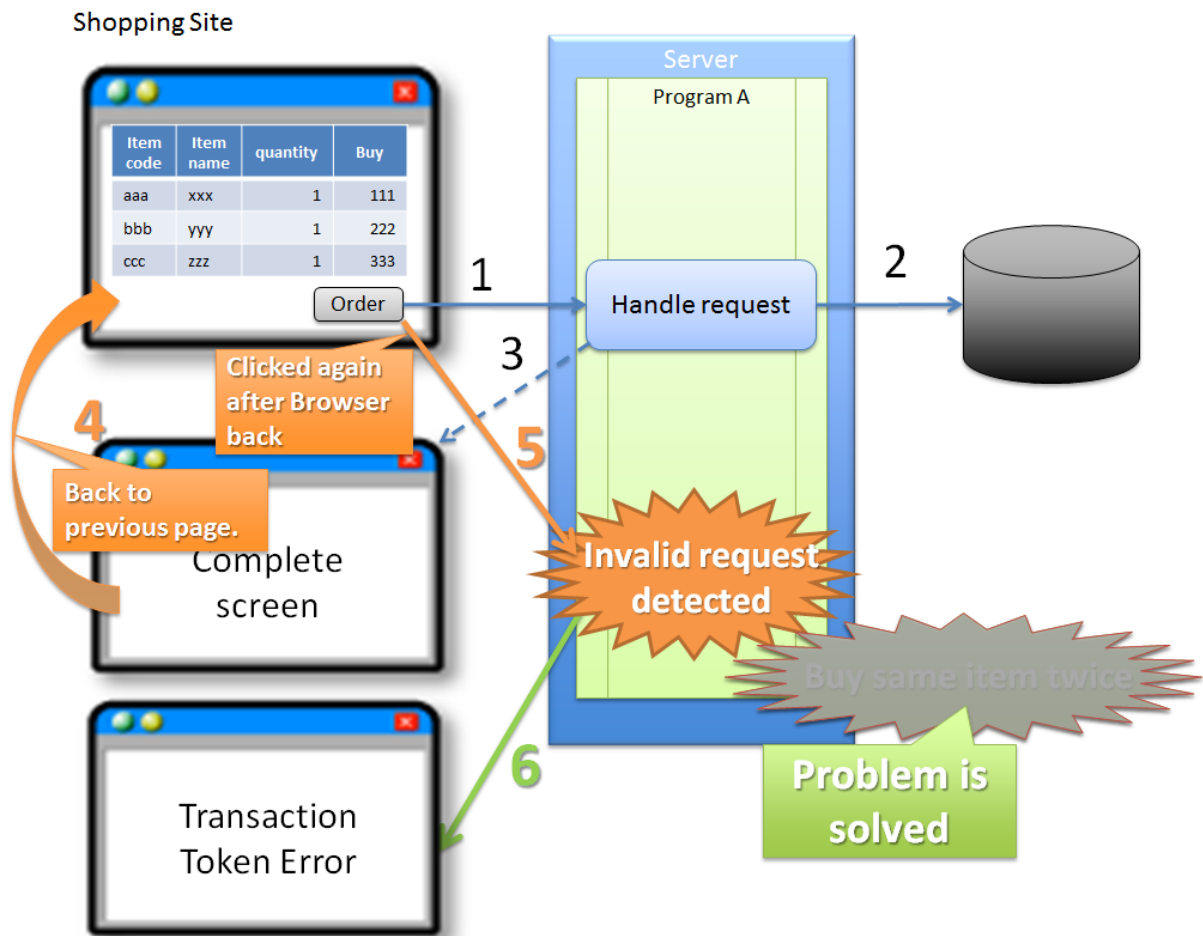 Shopping Site
Server
Program A
Item code
Item name
quantity
Buy
aaa xxx 1 111
bbb yyy 1 222
ccc zzz 1 333
Order
1
Handle request
2
3
Clicked again
after Browser
back
4
5
Back to
previous page.
Complete
screen
Invalid request
detected
Buy same item twice
6
Problem is
solved
Transaction
Token Error